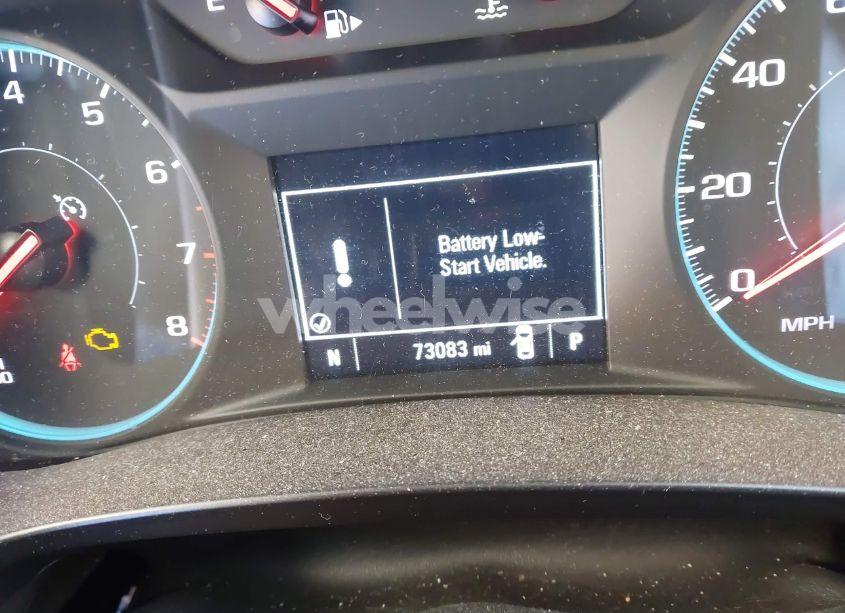 E
4
5
6
7
8
Battery Low-
Start Vehicle.
wheelwise
N
73083 mi
P
40
20
0
MPH